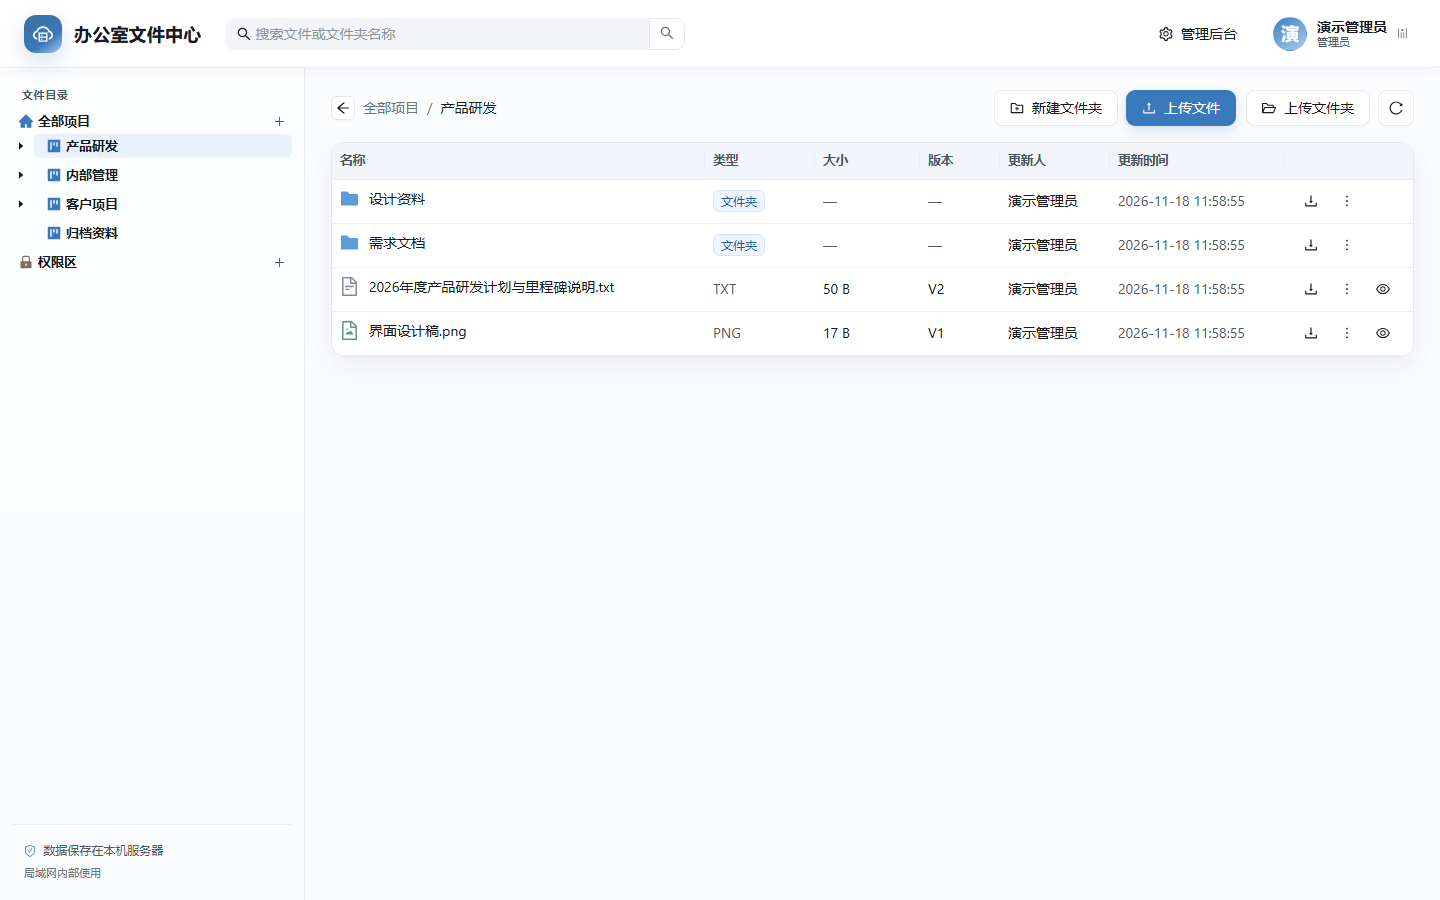 办公室文件中心
搜索文件或文件夹名称
管理后台
演
演示管理员
管理员
文件目录
全部项目
产品研发
内部管理
客户项目
归档资料
权限区
数据保存在本机服务器
局域网内部使用
全部项目 / 产品研发
新建文件夹
上传文件
上传文件夹
名称 类型 大小 版本 更新人 更新时间
设计资料 文件夹 — — 演示管理员 2026-11-18 11:58:55
需求文档 文件夹 — — 演示管理员 2026-11-18 11:58:55
2026年度产品研发计划与里程碑说明.txt TXT 50 B V2 演示管理员 2026-11-18 11:58:55
界面设计稿.png PNG 17 B V1 演示管理员 2026-11-18 11:58:55